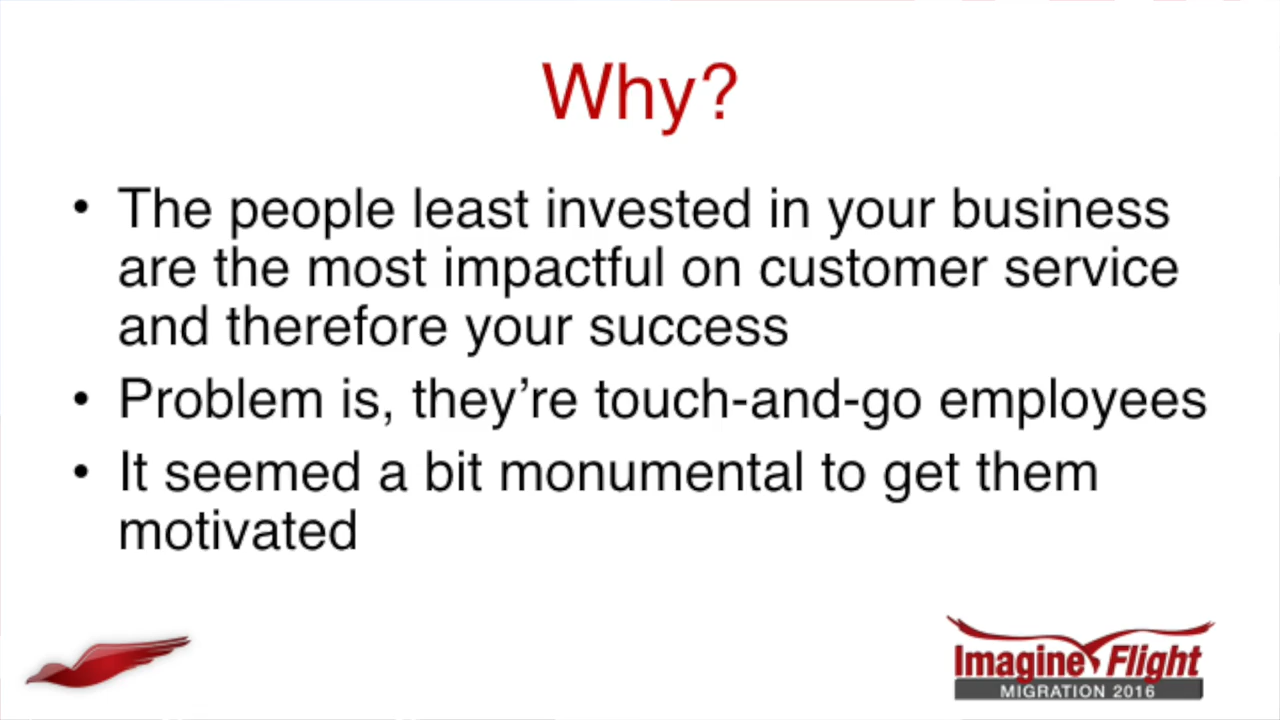 Why?
• The people least invested in your business
are the most impactful on customer service
and therefore your success
• Problem is, they’re touch-and-go employees
• It seemed a bit monumental to get them
motivated
Imagine Flight
MIGRATION 2016